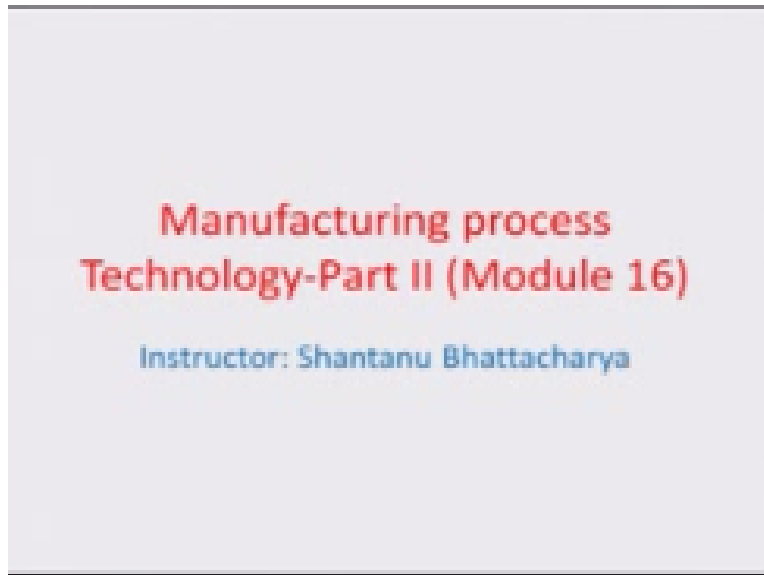 Manufacturing process
Technology-Part II (Module 16)
Instructor: Shantanu Bhattacharya